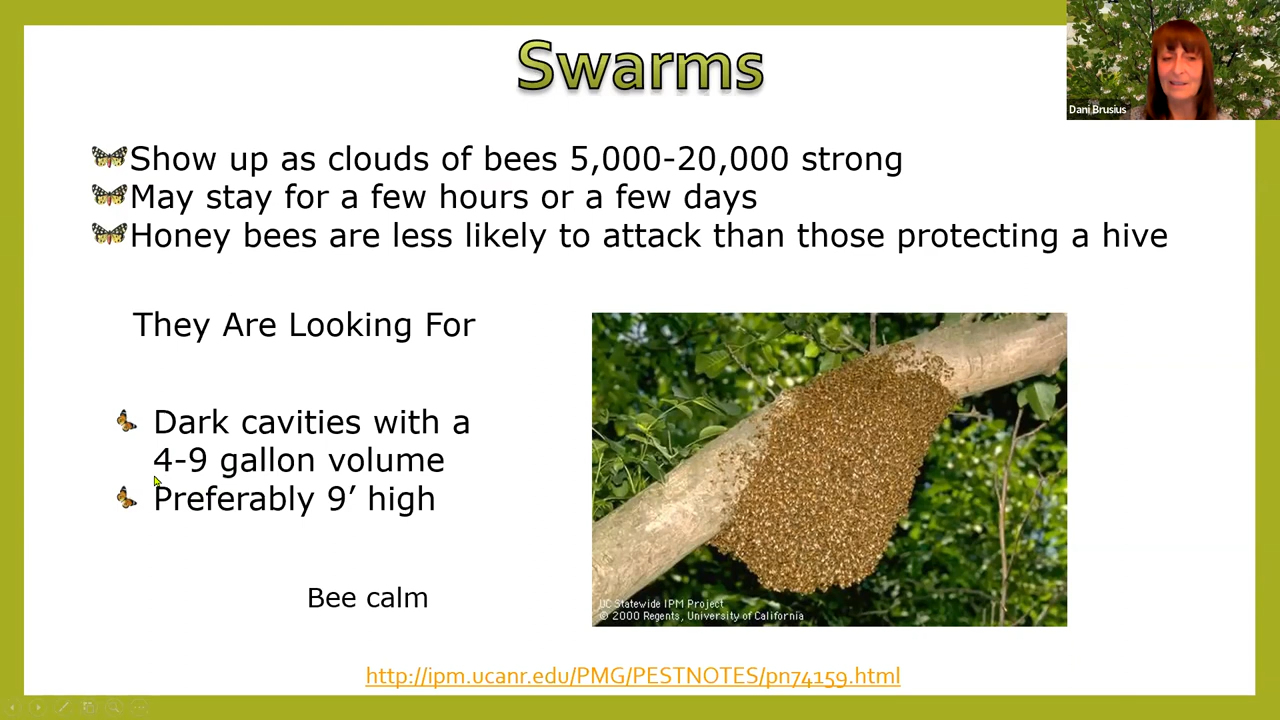 Swarms
Dani Brusius
Show up as clouds of bees 5,000-20,000 strong
May stay for a few hours or a few days
Honey bees are less likely to attack than those protecting a hive
They Are Looking For
Dark cavities with a
4-9 gallon volume
Preferably 9’ high
Bee calm
UC Statewide IPM Project
© 2000 Regents, University of California
http://ipm.ucanr.edu/PMG/PESTNOTES/pn74159.html